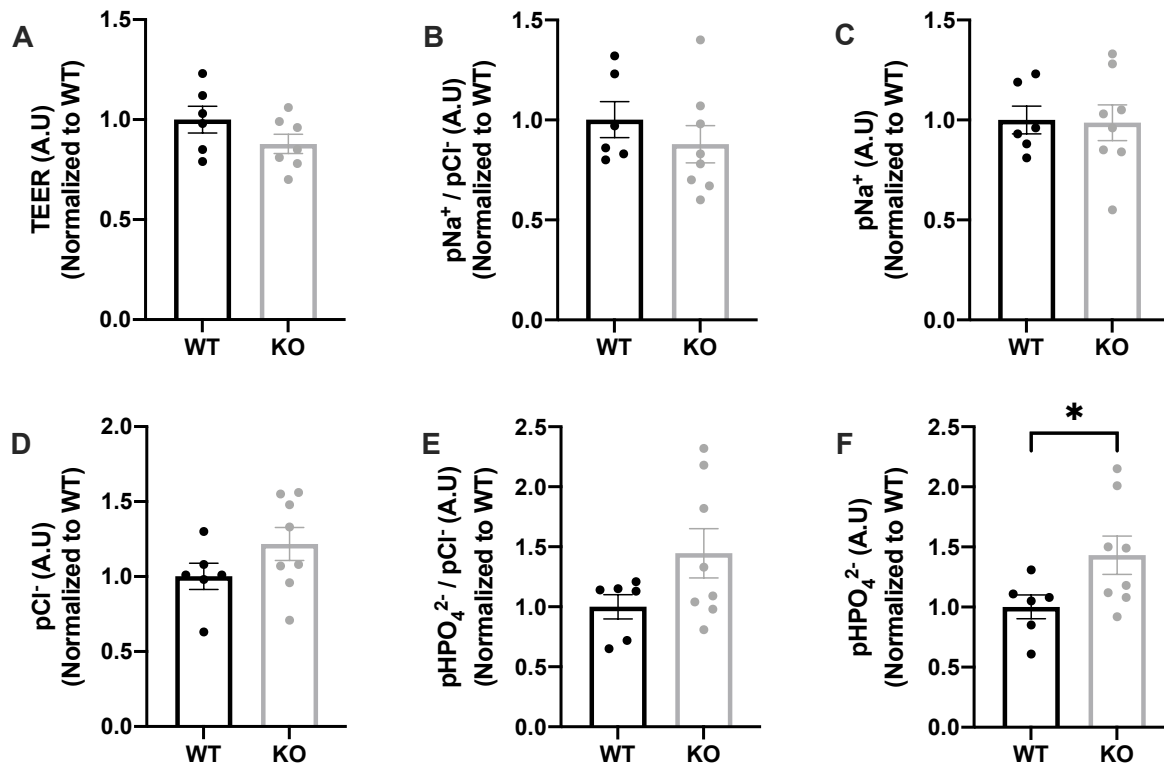 A
TEER (A.U)
(Normalized to WT)
1.5
1.0
0.5
0.0
WT KO
B
pNa⁺ / pCl⁻ (A.U)
(Normalized to WT)
1.5
1.0
0.5
0.0
WT KO
C
pNa⁺ (A.U)
(Normalized to WT)
1.5
1.0
0.5
0.0
WT KO
D
pCl⁻ (A.U)
(Normalized to WT)
2.0
1.5
1.0
0.5
0.0
WT KO
E
pHPO₄²⁻ / pCl⁻ (A.U)
(Normalized to WT)
2.5
2.0
1.5
1.0
0.5
0.0
WT KO
F
pHPO₄²⁻ (A.U)
(Normalized to WT)
2.5
2.0
1.5
1.0
0.5
0.0
*
WT KO